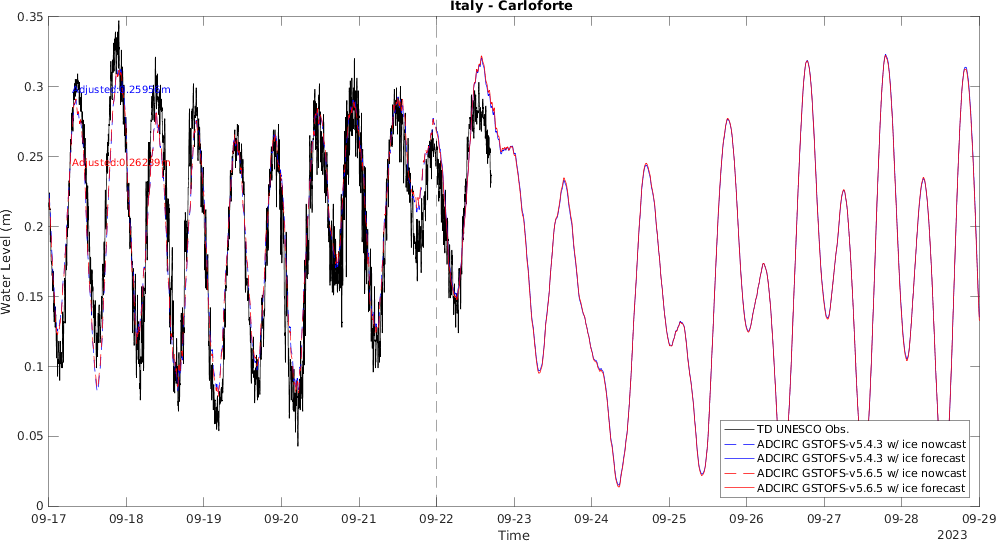 Italy - Carloforte
0.35
0.3
0.25
0.2
0.15
0.1
0.05
0
Water Level (m)
Adjusted:0.2595
Adjusted:0.26299m
TD UNESCO Obs.
ADCIRC GSTOFS-v5.4.3 w/ ice nowcast
ADCIRC GSTOFS-v5.4.3 w/ ice forecast
ADCIRC GSTOFS-v5.6.5 w/ ice nowcast
ADCIRC GSTOFS-v5.6.5 w/ ice forecast
09-17 09-18 09-19 09-20 09-21 09-22 09-23 09-24 09-25 09-26 09-27 09-28 09-29
Time
2023